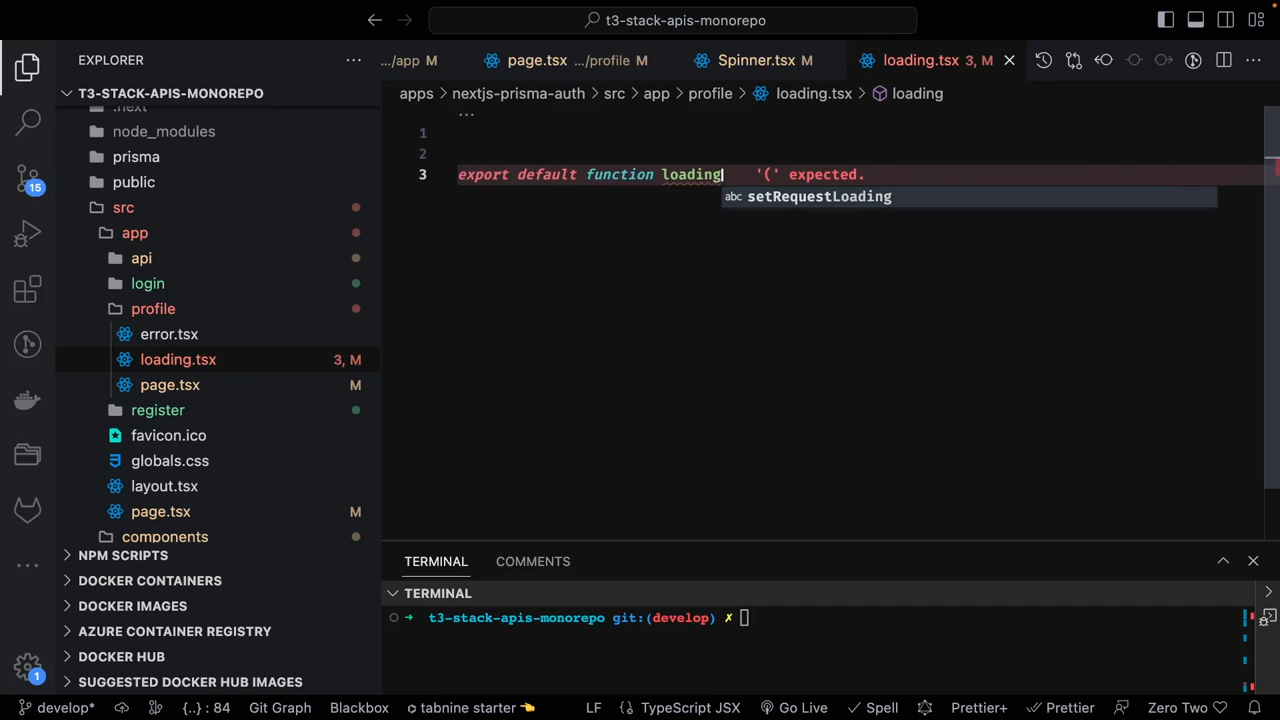 t3-stack-apis-monorepo
EXPLORER
T3-STACK-APIS-MONOREPO
.next
node_modules
prisma
public
src
app
api
login
profile
error.tsx
loading.tsx 3, M
page.tsx M
register
favicon.ico
globals.css
layout.tsx
page.tsx M
components
NPM SCRIPTS
DOCKER CONTAINERS
DOCKER IMAGES
AZURE CONTAINER REGISTRY
DOCKER HUB
SUGGESTED DOCKER HUB IMAGES
15
1
.../app M page.tsx .../profile M Spinner.tsx M loading.tsx 3, M
apps > nextjs-prisma-auth > src > app > profile > loading.tsx > loading
...
1
2
3 export default function loading '(' expected.
abc setRequestLoading
TERMINAL COMMENTS
TERMINAL
➜ t3-stack-apis-monorepo git:(develop) ✗
develop* {..} : 84 Git Graph Blackbox tabnine starter 👈 LF {} TypeScript JSX Go Live ✓ Spell Prettier+ ✓ Prettier Zero Two ♡